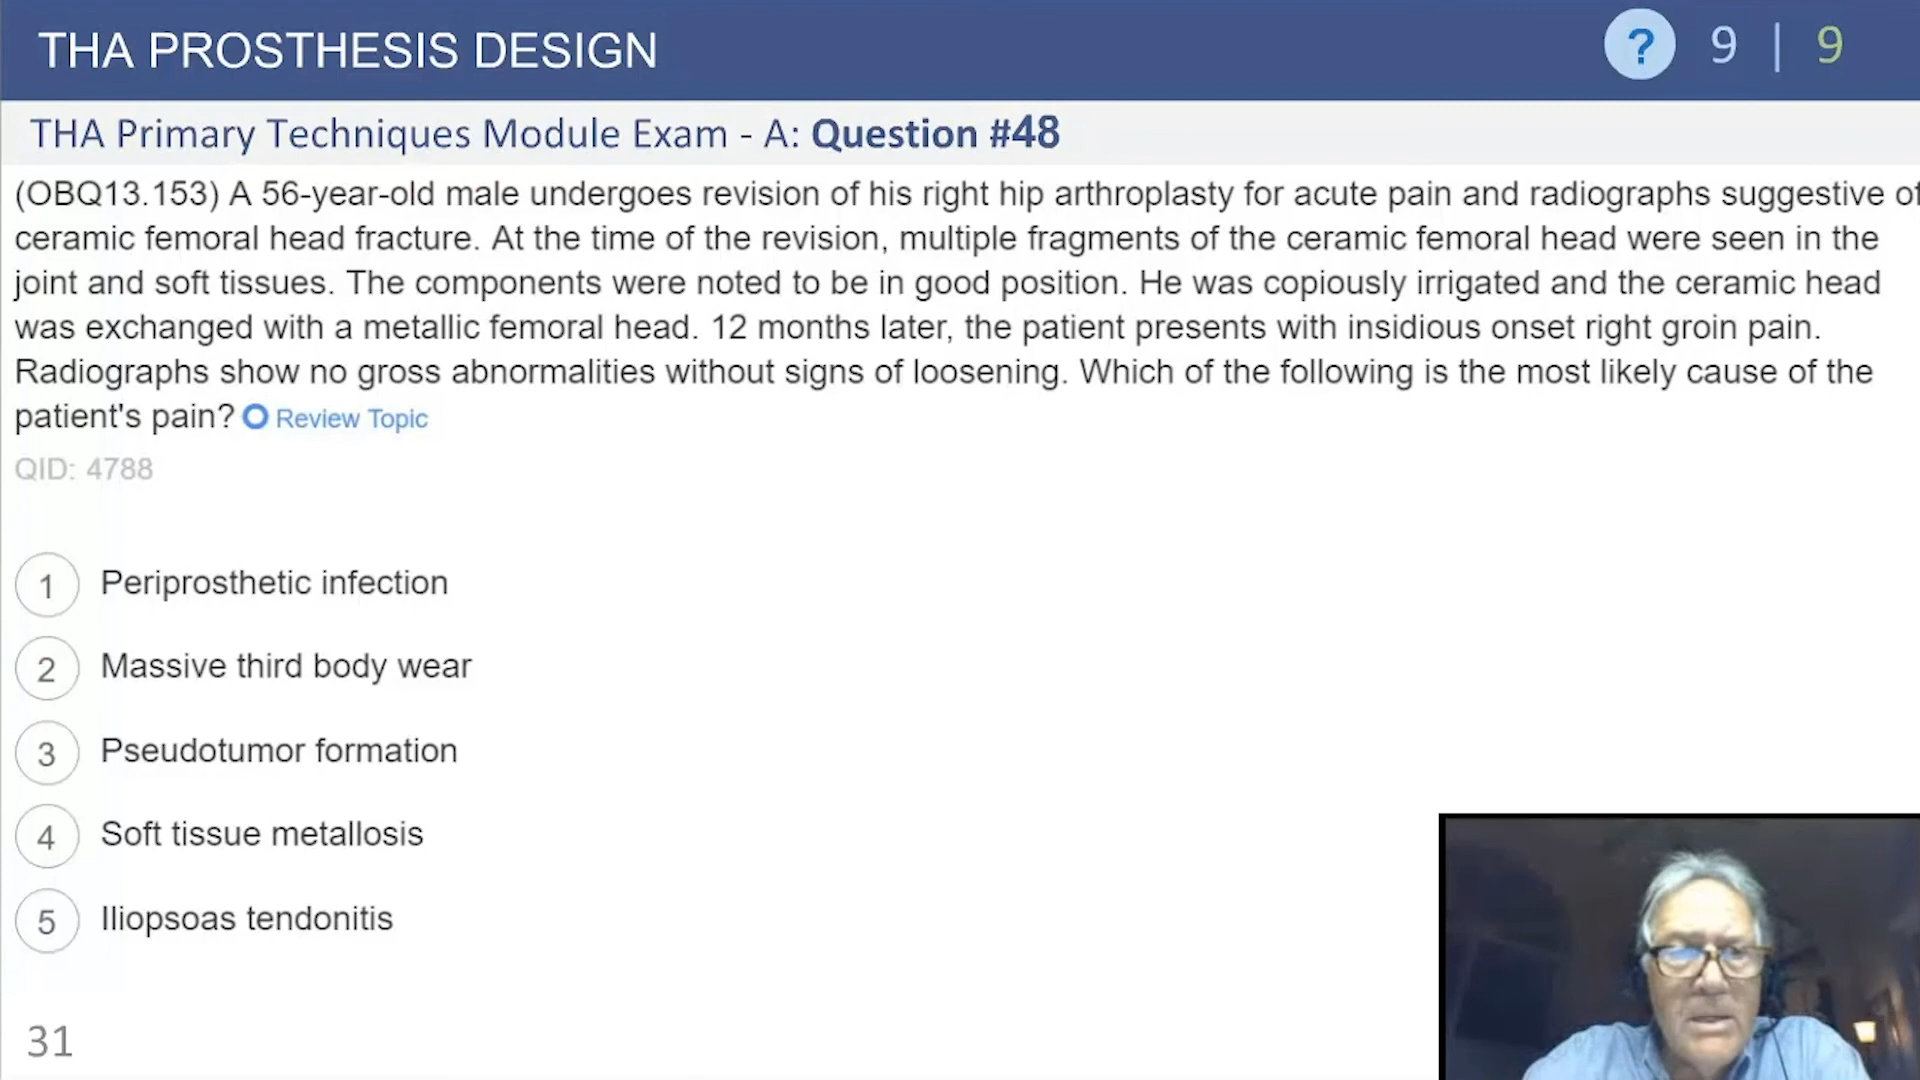 THA PROSTHESIS DESIGN
? 9 | 9
THA Primary Techniques Module Exam - A: Question #48
(OBQ13.153) A 56-year-old male undergoes revision of his right hip arthroplasty for acute pain and radiographs suggestive of
ceramic femoral head fracture. At the time of the revision, multiple fragments of the ceramic femoral head were seen in the
joint and soft tissues. The components were noted to be in good position. He was copiously irrigated and the ceramic head
was exchanged with a metallic femoral head. 12 months later, the patient presents with insidious onset right groin pain.
Radiographs show no gross abnormalities without signs of loosening. Which of the following is the most likely cause of the
patient's pain? Review Topic
QID: 4788
1 Periprosthetic infection
2 Massive third body wear
3 Pseudotumor formation
4 Soft tissue metallosis
5 Iliopsoas tendonitis
31